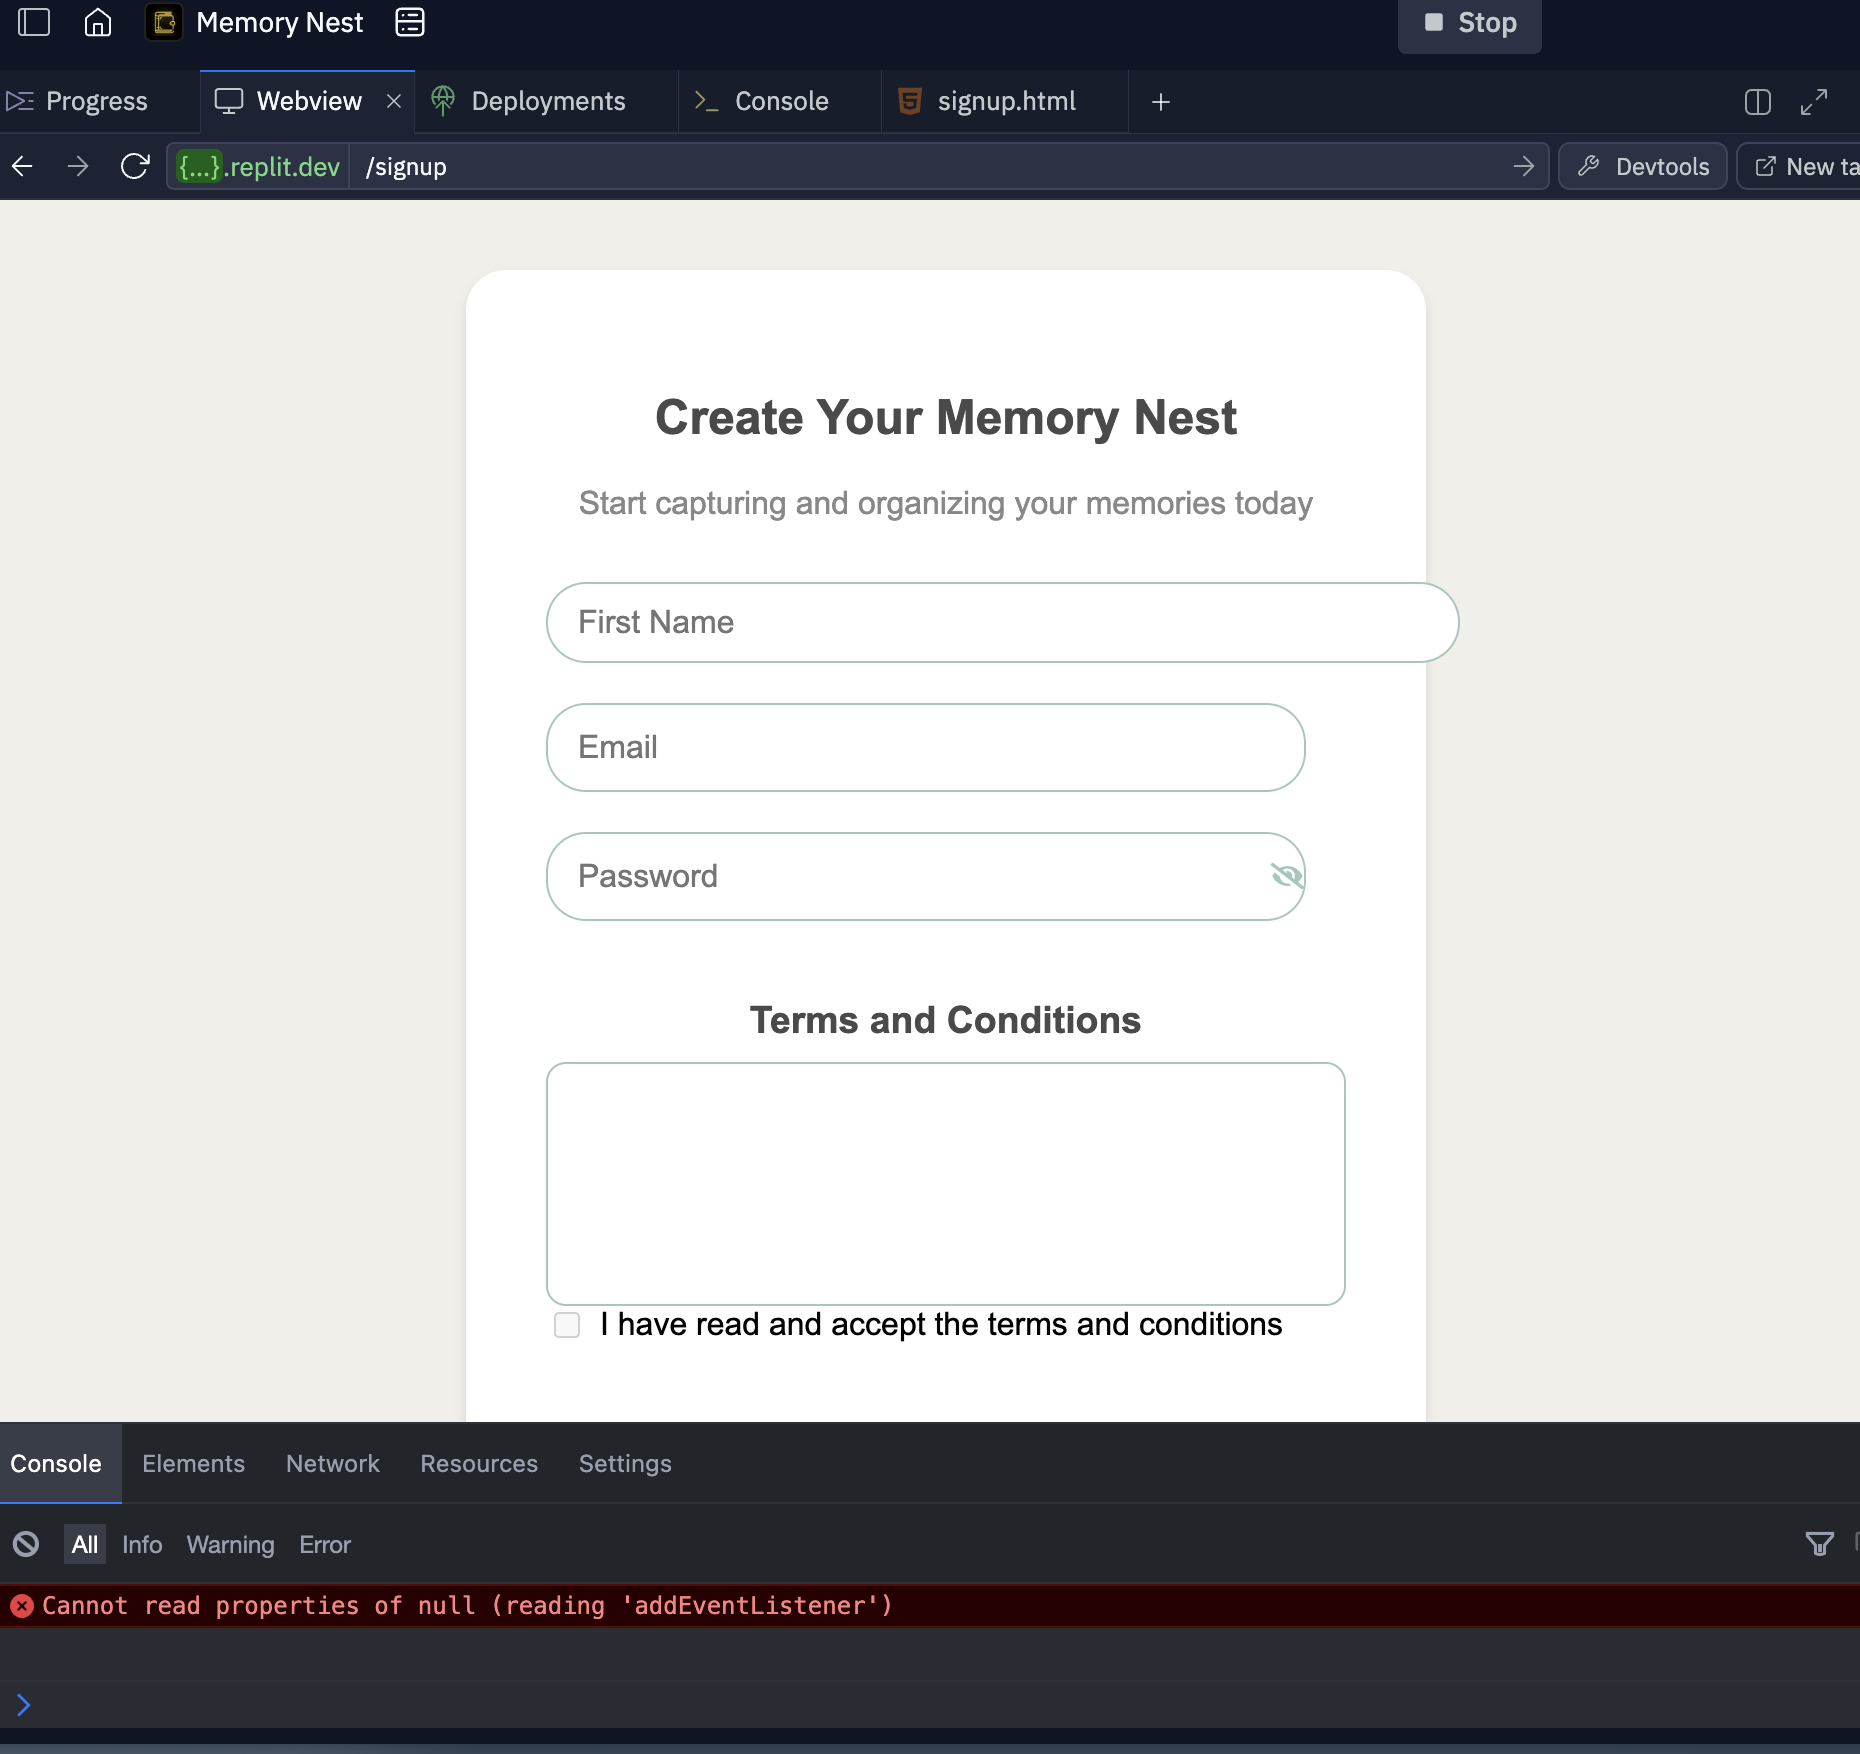 Memory Nest
Stop
Progress
Webview
Deployments
Console
signup.html
{...}.replit.dev
/signup
Devtools
New ta
Create Your Memory Nest
Start capturing and organizing your memories today
First Name
Email
Password
Terms and Conditions
I have read and accept the terms and conditions
Console Elements Network Resources Settings
All Info Warning Error
Cannot read properties of null (reading 'addEventListener')